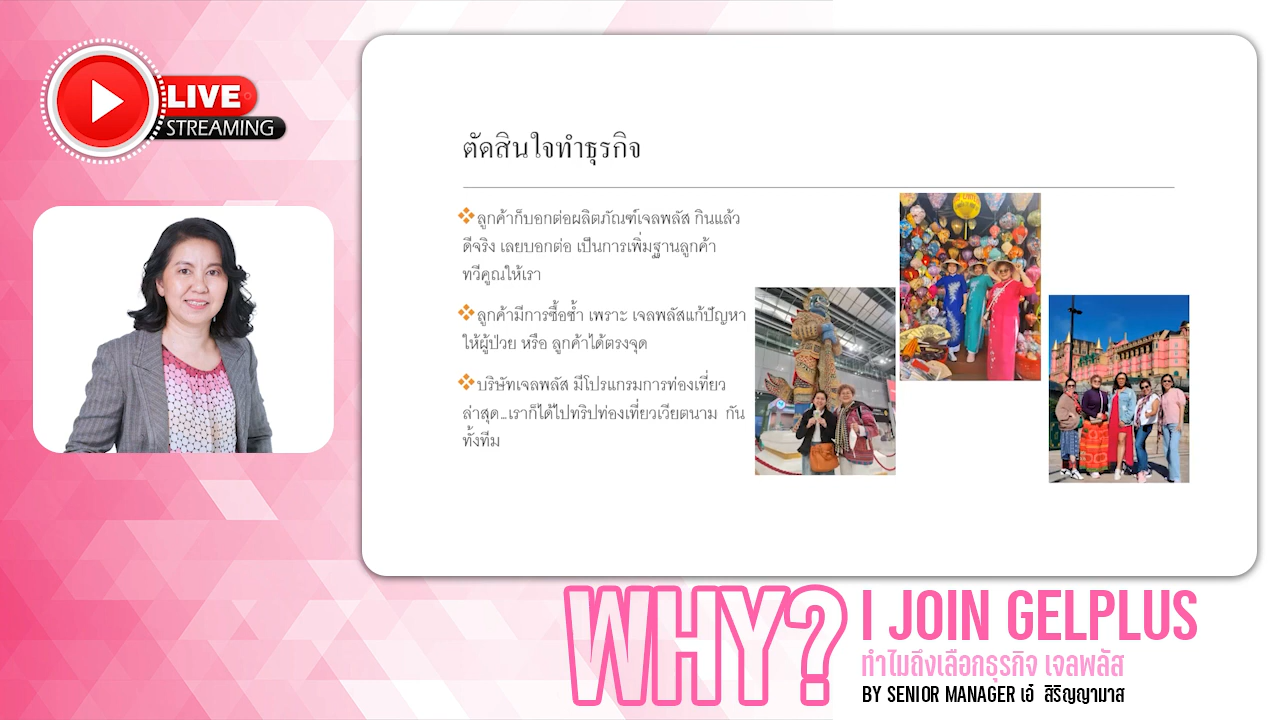 LIVE
STREAMING
ตัดสินใจทำธุรกิจ
ลูกค้าก็บอกต่อผลิตภัณฑ์เจลพลัส กินแล้ว
ดีจริง เลยบอกต่อ เป็นการเพิ่มฐานลูกค้า
ทวีคูณให้เรา
ลูกค้ามีการซื้อซ้ำ เพราะ เจลพลัสแก้ปัญหา
ให้ผู้ป่วย หรือ ลูกค้าได้ตรงจุด
บริษัทเจลพลัส มีโปรแกรมการท่องเที่ยว
ล่าสุด...เราก็ได้ไปทริปท่องเที่ยวเวียตนาม กัน
ทั้งทีม
WHY?
I JOIN GELPLUS
ทำไมถึงเลือกธุรกิจ เจลพลัส
BY SENIOR MANAGER เอ๋ สิริญญามาส